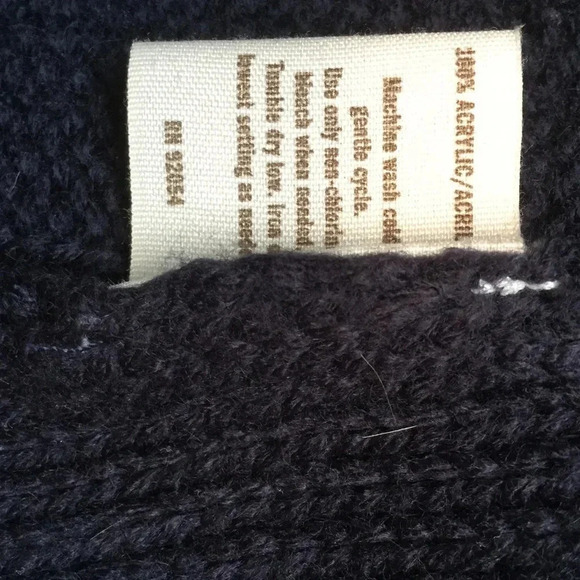 100% ACRYLIC/ACRIL
Machine wash cold
gentle cycle.
Use only non-chlorin
bleach when needed
Tumble dry low. Iron
lowest setting as need
RN 92654